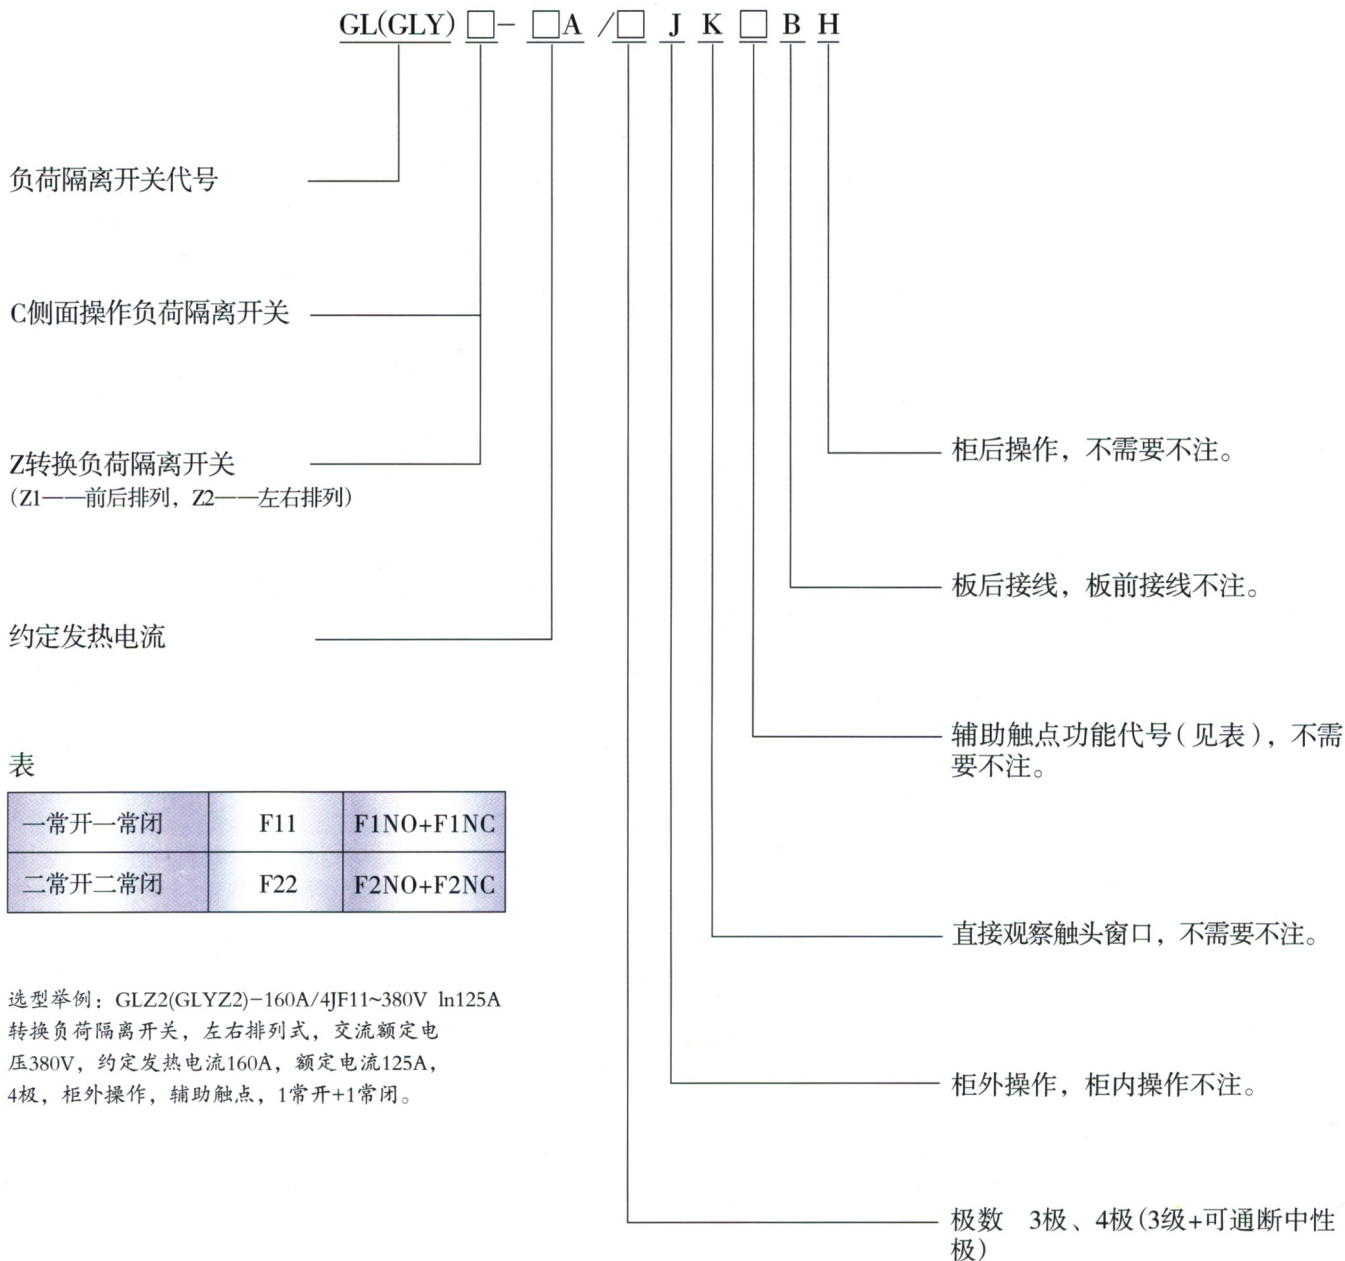 GL(GLY)□-□A/□ J K □ B H
负荷隔离开关代号
C侧面操作负荷隔离开关
Z转换负荷隔离开关
(Z1——前后排列，Z2——左右排列)
约定发热电流
柜后操作，不需要不注。
板后接线，板前接线不注。
辅助触点功能代号(见表)，不需
要不注。
直接观察触头窗口，不需要不注。
柜外操作，柜内操作不注。
极数 3极、4极(3级+可通断中性
极)
表
一常开一常闭 F11 F1NO+F1NC
二常开二常闭 F22 F2NO+F2NC
选型举例：GLZ2(GLYZ2)-160A/4JF11~380V ln125A
转换负荷隔离开关，左右排列式，交流额定电
压380V，约定发热电流160A，额定电流125A，
4极，柜外操作，辅助触点，1常开+1常闭。